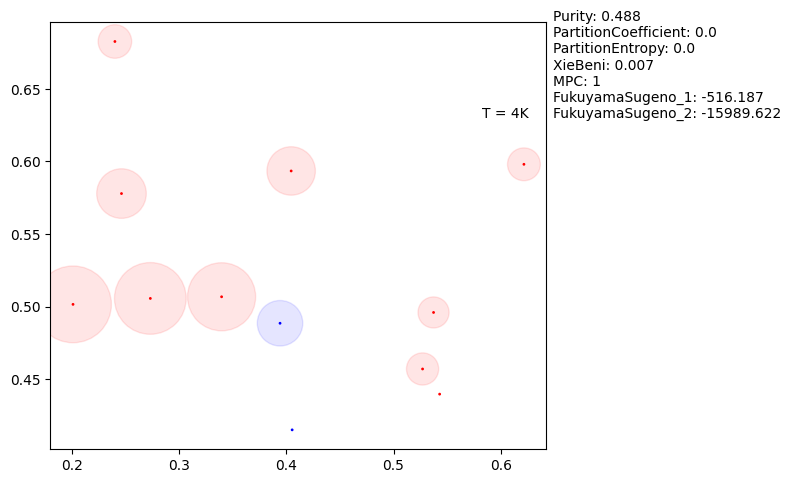 Purity: 0.488
PartitionCoefficient: 0.0
PartitionEntropy: 0.0
XieBeni: 0.007
MPC: 1
FukuyamaSugeno_1: -516.187
FukuyamaSugeno_2: -15989.622
T = 4K
0.65
0.60
0.55
0.50
0.45
0.2 0.3 0.4 0.5 0.6